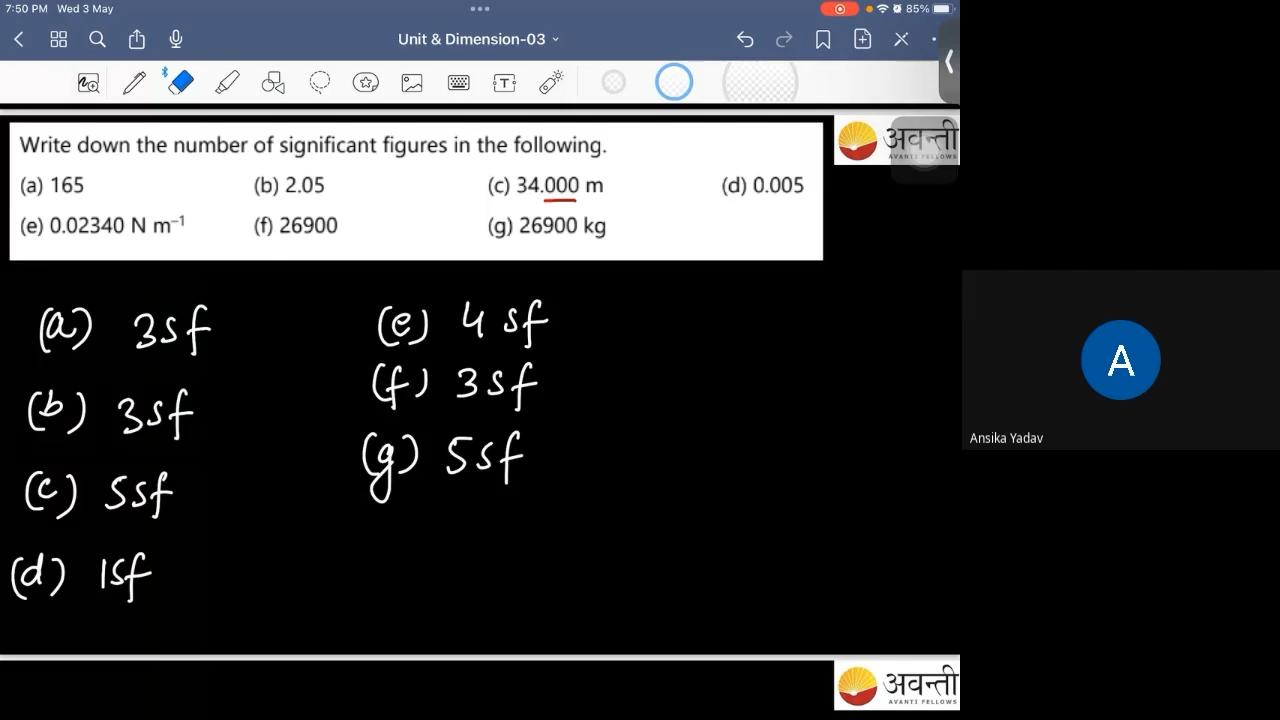 7:50 PM Wed 3 May
85%
Unit & Dimension-03
T
Write down the number of significant figures in the following.
(a) 165 (b) 2.05 (c) 34.000 m (d) 0.005
(e) 0.02340 N m⁻¹ (f) 26900 (g) 26900 kg
अवन्ती
AVANTI FELLOWS
(a) 3sf
(b) 3sf
(c) 5sf
(d) 1sf
(e) 4 sf
(f) 3sf
(g) 5sf
A
Ansika Yadav
अवन्ती
AVANTI FELLOWS